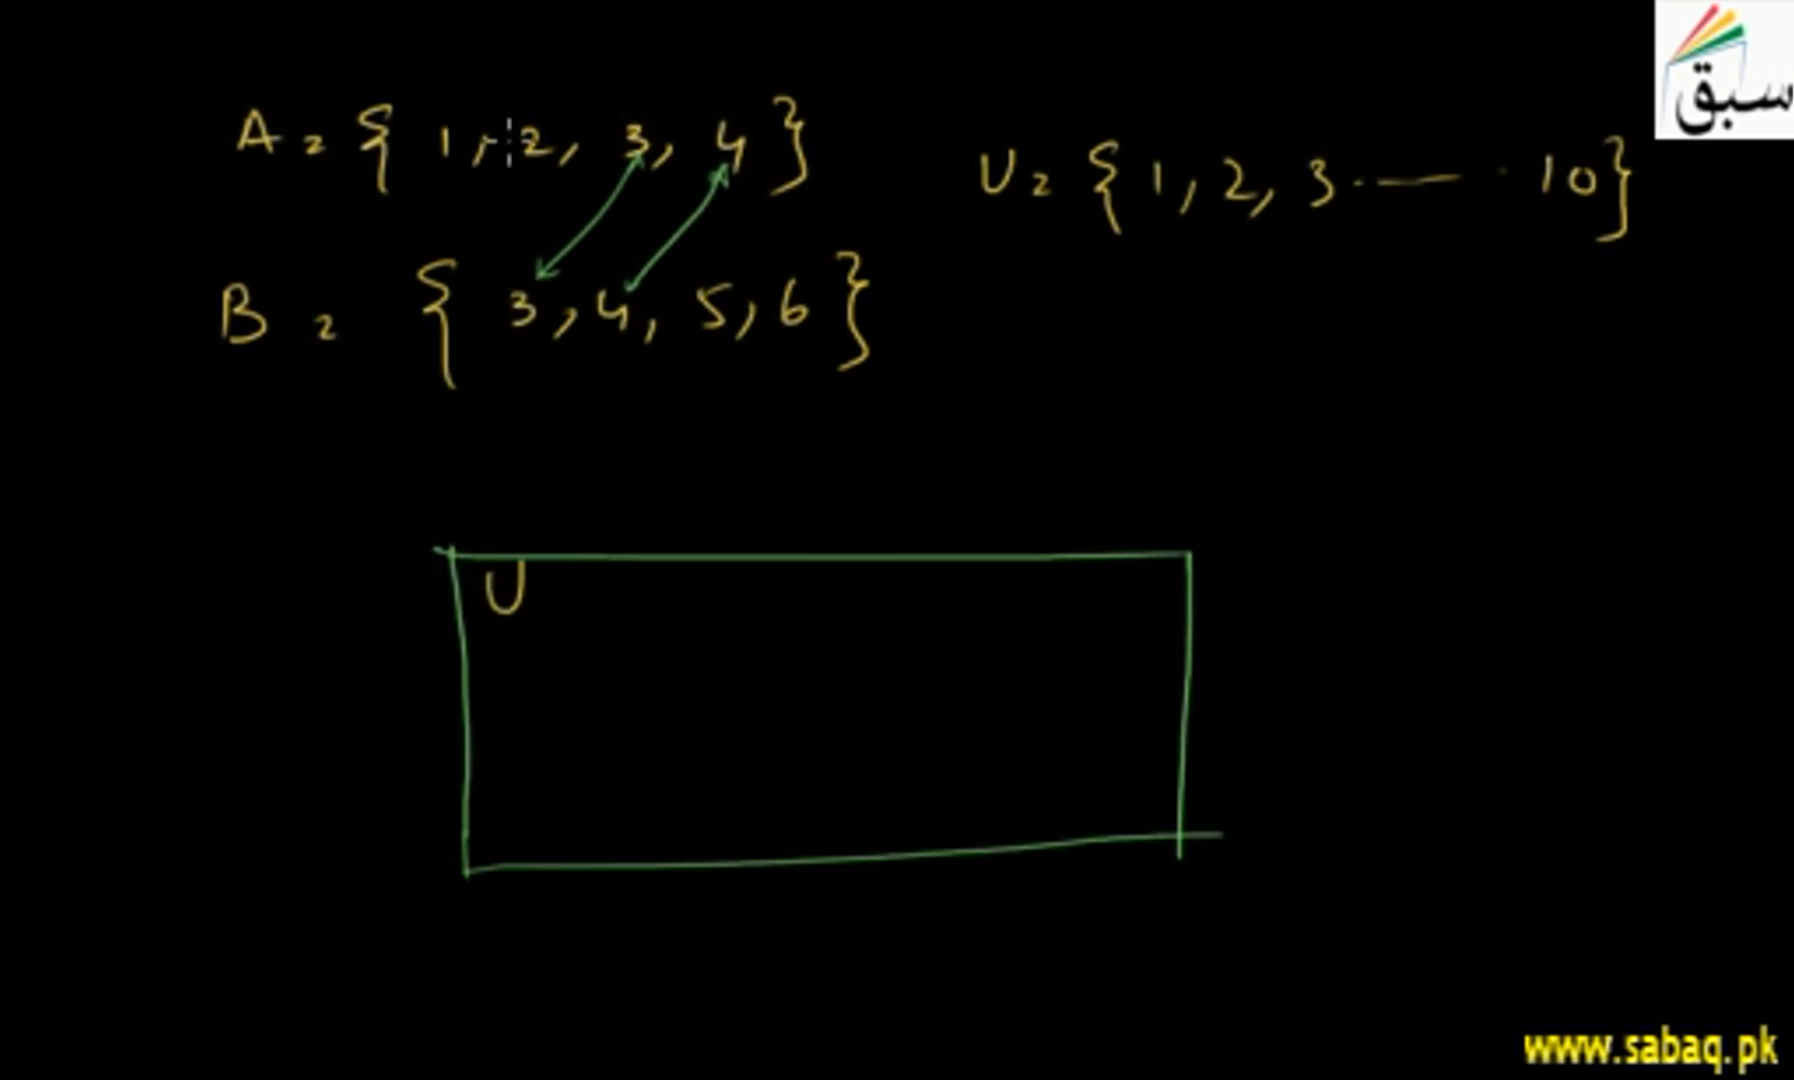 A = { 1, 2, 3, 4 }
U = { 1, 2, 3 ·—— · 10 }
B = { 3, 4, 5, 6 }
U
سبق
www.sabaq.pk